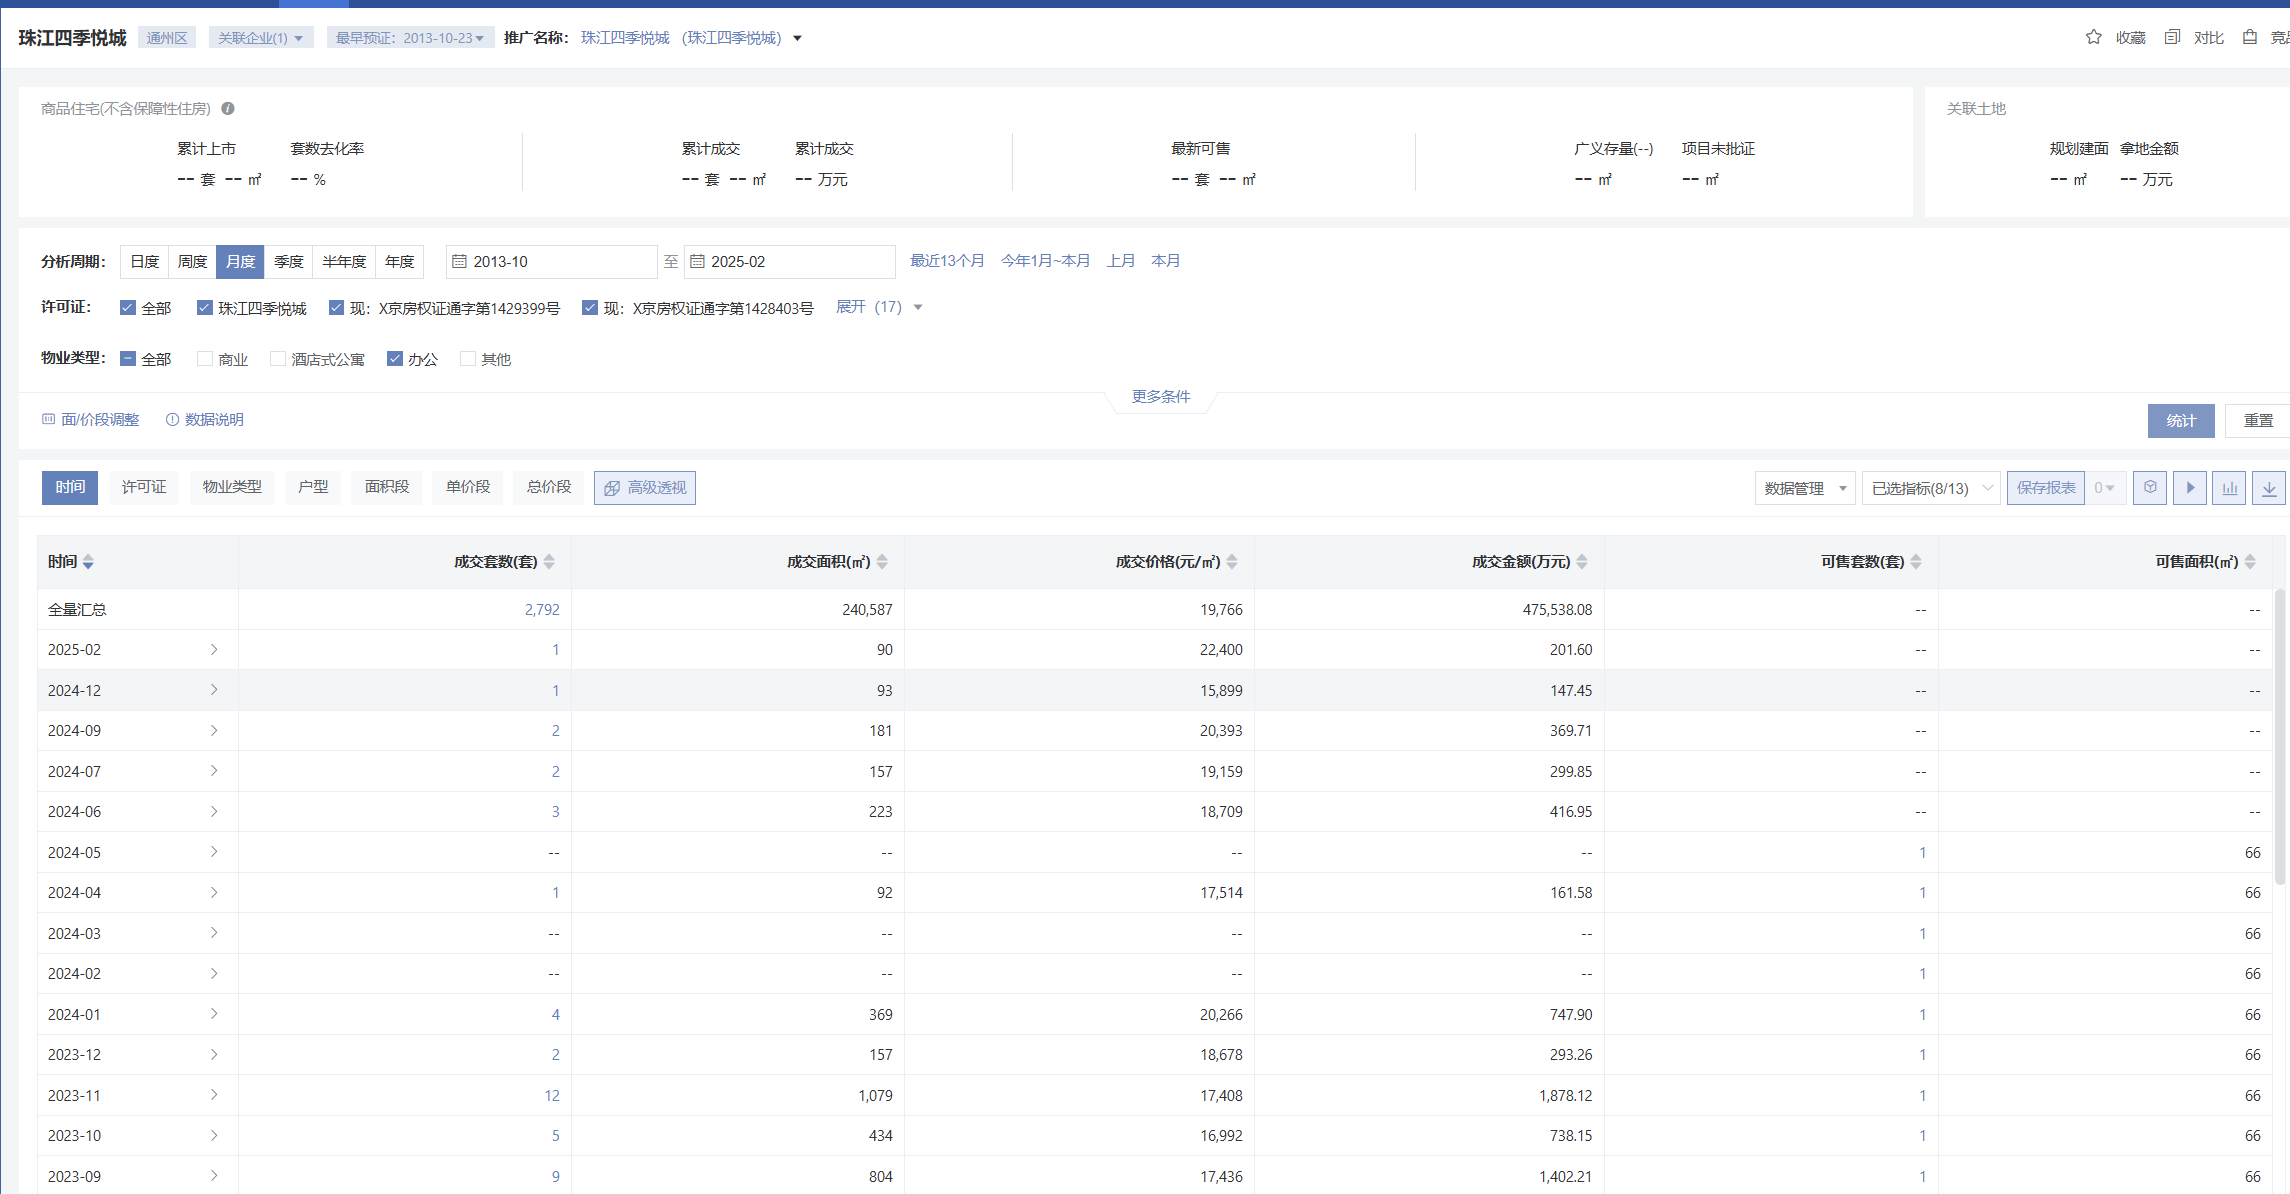 珠江四季悦城 通州区 关联企业(1) 最早预证：2013-10-23 推广名称： 珠江四季悦城 (珠江四季悦城) 收藏 对比
商品住宅(不含保障性住房) 关联土地
累计上市 套数去化率 累计成交 累计成交 最新可售 广义存量(--) 项目未批证 规划建面 拿地金额
-- 套 -- ㎡ -- % -- 套 -- ㎡ -- 万元 -- 套 -- ㎡ -- ㎡ -- ㎡ -- ㎡ -- 万元
分析周期： 日度 周度 月度 季度 半年度 年度 2013-10 至 2025-02 最近13个月 今年1月~本月 上月 本月
许可证： 全部 珠江四季悦城 现：X京房权证通字第1429399号 现：X京房权证通字第1428403号 展开 (17)
物业类型： 全部 商业 酒店式公寓 办公 其他
更多条件
面/价段调整 数据说明 统计 重置
时间 许可证 物业类型 户型 面积段 单价段 总价段 高级透视 数据管理 已选指标(8/13) 保存报表 0
时间 成交套数(套) 成交面积(㎡) 成交价格(元/㎡) 成交金额(万元) 可售套数(套) 可售面积(㎡)
全量汇总 2,792 240,587 19,766 475,538.08 -- --
2025-02 1 90 22,400 201.60 -- --
2024-12 1 93 15,899 147.45 -- --
2024-09 2 181 20,393 369.71 -- --
2024-07 2 157 19,159 299.85 -- --
2024-06 3 223 18,709 416.95 -- --
2024-05 -- -- -- -- 1 66
2024-04 1 92 17,514 161.58 1 66
2024-03 -- -- -- -- 1 66
2024-02 -- -- -- -- 1 66
2024-01 4 369 20,266 747.90 1 66
2023-12 2 157 18,678 293.26 1 66
2023-11 12 1,079 17,408 1,878.12 1 66
2023-10 5 434 16,992 738.15 1 66
2023-09 9 804 17,436 1,402.21 1 66